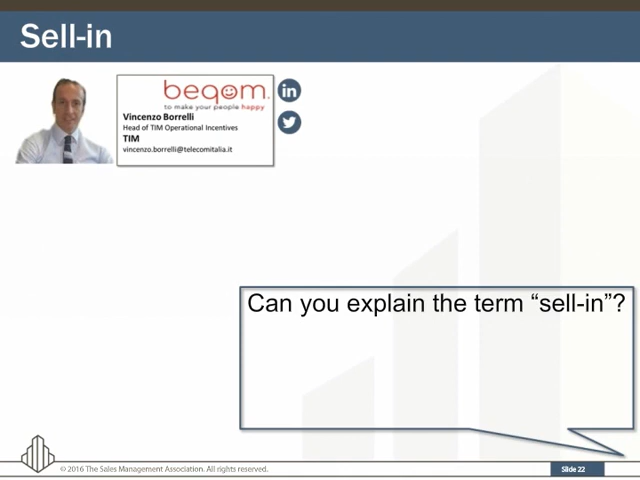 Sell-in
beqom.
to make your people happy
Vincenzo Borrelli
Head of TIM Operational Incentives
TIM
vincenzo.borrelli@telecomitalia.it
in
Can you explain the term “sell-in”?
© 2016 The Sales Management Association. All rights reserved.
Slide 22